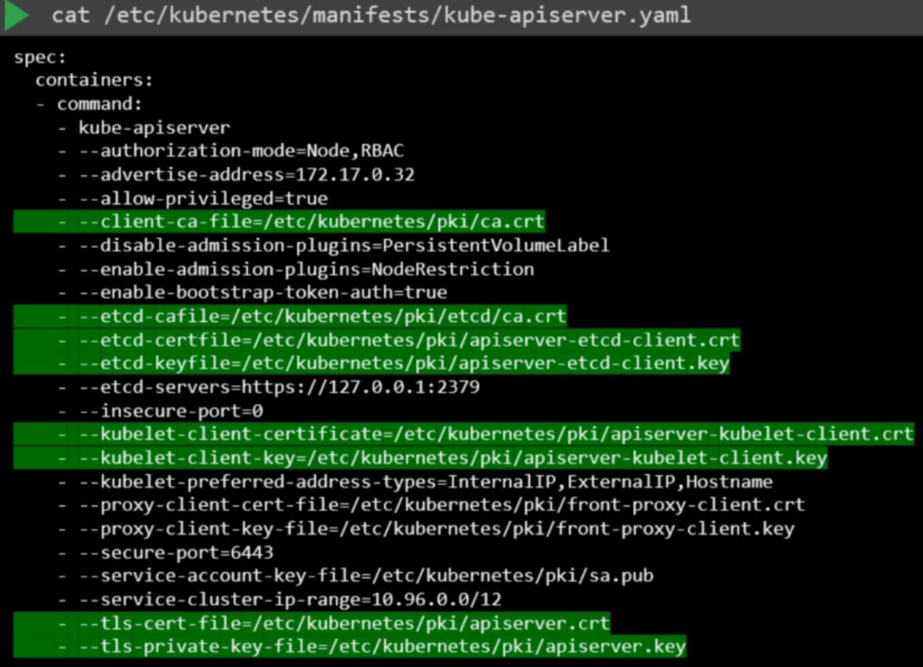 cat /etc/kubernetes/manifests/kube-apiserver.yaml
spec:
  containers:
  - command:
    - kube-apiserver
    - --authorization-mode=Node,RBAC
    - --advertise-address=172.17.0.32
    - --allow-privileged=true
    - --client-ca-file=/etc/kubernetes/pki/ca.crt
    - --disable-admission-plugins=PersistentVolumeLabel
    - --enable-admission-plugins=NodeRestriction
    - --enable-bootstrap-token-auth=true
    - --etcd-cafile=/etc/kubernetes/pki/etcd/ca.crt
    - --etcd-certfile=/etc/kubernetes/pki/apiserver-etcd-client.crt
    - --etcd-keyfile=/etc/kubernetes/pki/apiserver-etcd-client.key
    - --etcd-servers=https://127.0.0.1:2379
    - --insecure-port=0
    - --kubelet-client-certificate=/etc/kubernetes/pki/apiserver-kubelet-client.crt
    - --kubelet-client-key=/etc/kubernetes/pki/apiserver-kubelet-client.key
    - --kubelet-preferred-address-types=InternalIP,ExternalIP,Hostname
    - --proxy-client-cert-file=/etc/kubernetes/pki/front-proxy-client.crt
    - --proxy-client-key-file=/etc/kubernetes/pki/front-proxy-client.key
    - --secure-port=6443
    - --service-account-key-file=/etc/kubernetes/pki/sa.pub
    - --service-cluster-ip-range=10.96.0.0/12
    - --tls-cert-file=/etc/kubernetes/pki/apiserver.crt
    - --tls-private-key-file=/etc/kubernetes/pki/apiserver.key